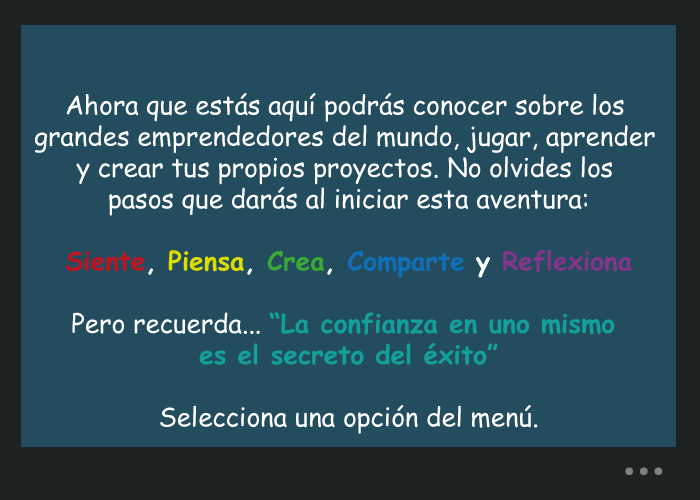 Ahora que estás aquí podrás conocer sobre los
grandes emprendedores del mundo, jugar, aprender
y crear tus propios proyectos. No olvides los
pasos que darás al iniciar esta aventura:
Siente, Piensa, Crea, Comparte y Reflexiona
Pero recuerda... “La confianza en uno mismo
es el secreto del éxito”
Selecciona una opción del menú.